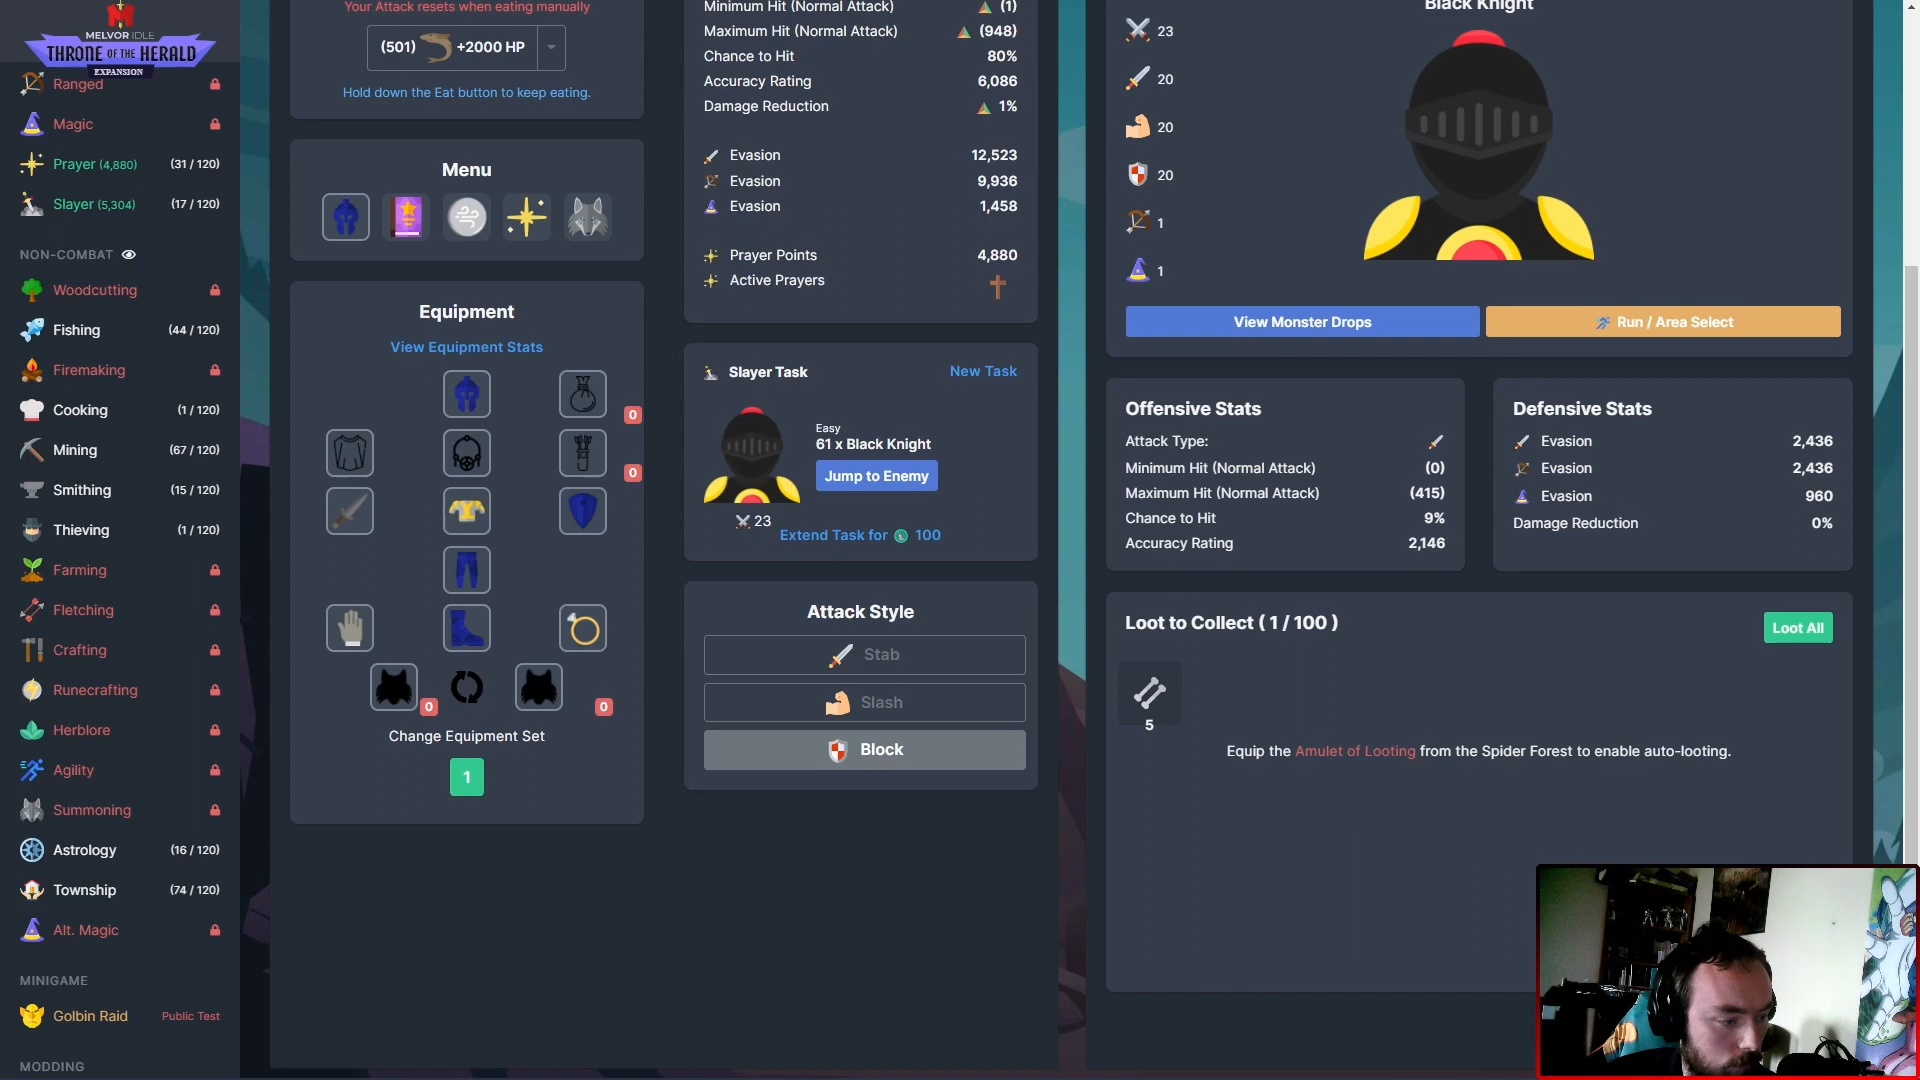 MELVOR IDLE
THRONE OF THE HERALD
EXPANSION
Ranged
Magic
Prayer (4,880) (31 / 120)
Slayer (5,304) (17 / 120)
NON-COMBAT
Woodcutting
Fishing (44 / 120)
Firemaking
Cooking (1 / 120)
Mining (67 / 120)
Smithing (15 / 120)
Thieving (1 / 120)
Farming
Fletching
Crafting
Runecrafting
Herblore
Agility
Summoning
Astrology (16 / 120)
Township (74 / 120)
Alt. Magic
MINIGAME
Golbin Raid Public Test
MODDING
Your Attack resets when eating manually
(501) +2000 HP
Hold down the Eat button to keep eating.
Menu
Equipment
View Equipment Stats
0
0
0
0
Change Equipment Set
1
Minimum Hit (Normal Attack) (1)
Maximum Hit (Normal Attack) (948)
Chance to Hit 80%
Accuracy Rating 6,086
Damage Reduction 1%
Evasion 12,523
Evasion 9,936
Evasion 1,458
Prayer Points 4,880
Active Prayers
Slayer Task New Task
Easy
61 x Black Knight
Jump to Enemy
23
Extend Task for 100
Attack Style
Stab
Slash
Block
Black Knight
23
20
20
20
1
1
View Monster Drops
Run / Area Select
Offensive Stats
Attack Type:
Minimum Hit (Normal Attack) (0)
Maximum Hit (Normal Attack) (415)
Chance to Hit 9%
Accuracy Rating 2,146
Defensive Stats
Evasion 2,436
Evasion 2,436
Evasion 960
Damage Reduction 0%
Loot to Collect ( 1 / 100 )
Loot All
5
Equip the Amulet of Looting from the Spider Forest to enable auto-looting.